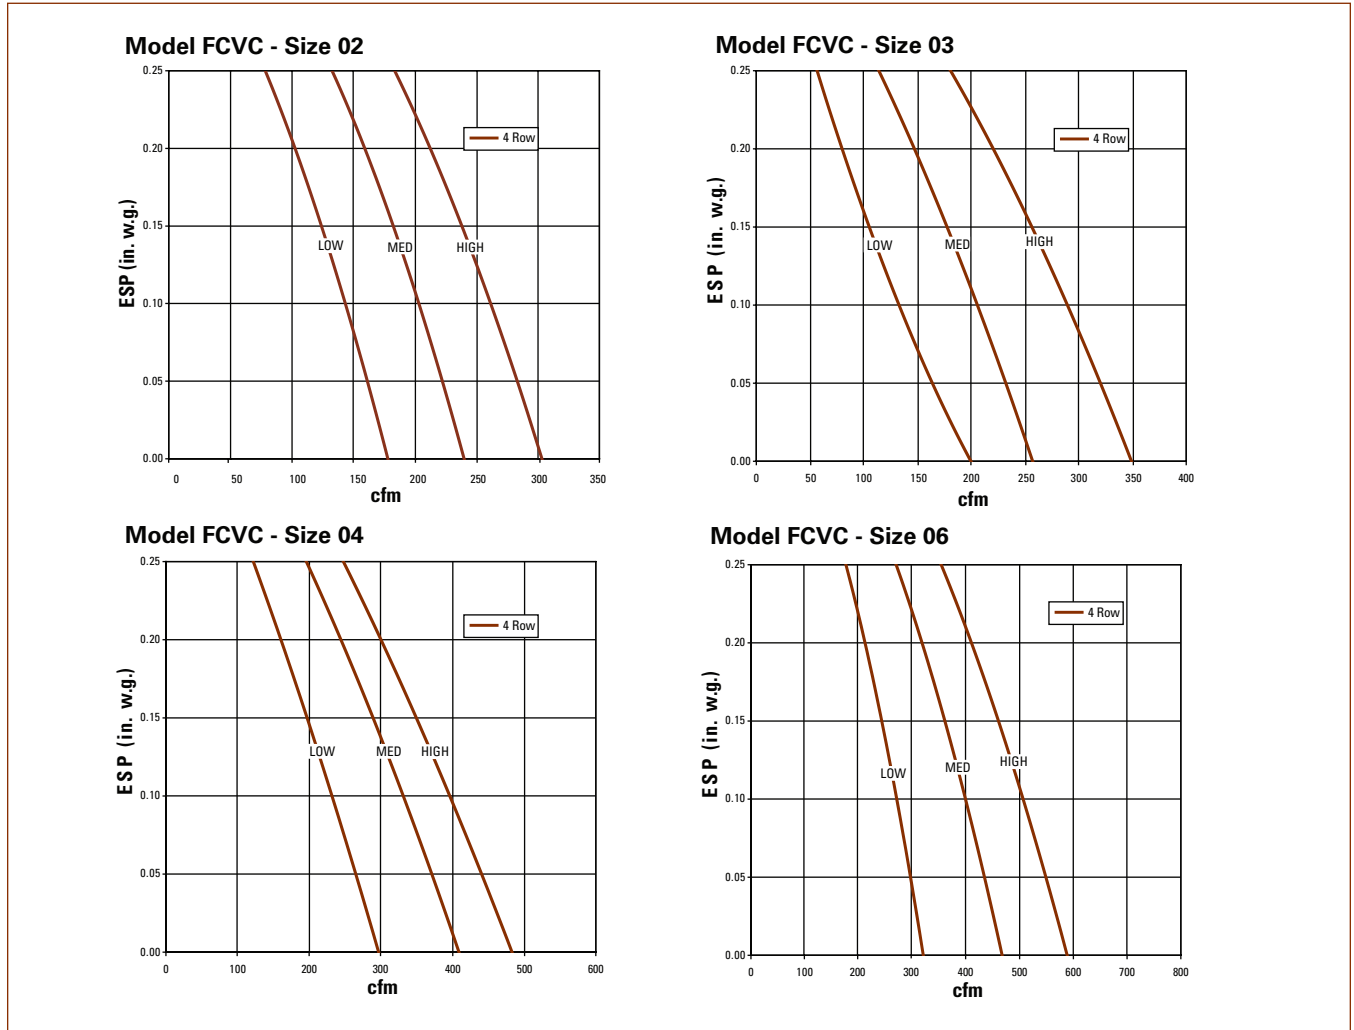 Model FCVC - Size 02
0.25
0.20
0.15
0.10
0.05
0.00
ESP (in. w.g.)
4 Row
LOW
MED
HIGH
0 50 100 150 200 250 300 350
cfm
Model FCVC - Size 03
0.25
0.20
0.15
0.10
0.05
0.00
ESP (in. w.g.)
4 Row
LOW
MED
HIGH
0 50 100 150 200 250 300 350 400
cfm
Model FCVC - Size 04
0.25
0.20
0.15
0.10
0.05
0.00
ESP (in. w.g.)
4 Row
LOW
MED
HIGH
0 100 200 300 400 500 600
cfm
Model FCVC - Size 06
0.25
0.20
0.15
0.10
0.05
0.00
ESP (in. w.g.)
4 Row
LOW
MED
HIGH
0 100 200 300 400 500 600 700 800
cfm